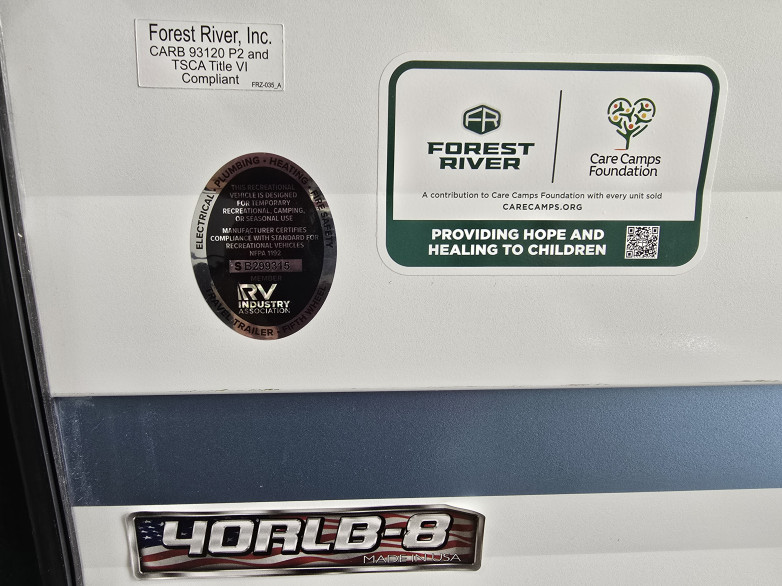 Forest River, Inc.
CARB 93120 P2 and
TSCA Title VI
Compliant
FRZ-035_A
FR
FOREST
RIVER
Care Camps
Foundation
A contribution to Care Camps Foundation with every unit sold
CARECAMPS.ORG
PROVIDING HOPE AND
HEALING TO CHILDREN
ELECTRICAL • PLUMBING • HEATING • FIRE SAFETY
THIS RECREATIONAL
VEHICLE IS DESIGNED
FOR TEMPORARY
RECREATIONAL, CAMPING,
OR SEASONAL USE
MANUFACTURER CERTIFIES
COMPLIANCE WITH STANDARD FOR
RECREATIONAL VEHICLES
NFPA 1192
SB299315
MEMBER
RV
INDUSTRY
ASSOCIATION
TRAVEL TRAILER • FIFTH WHEEL
40RLB-8
MADE IN USA